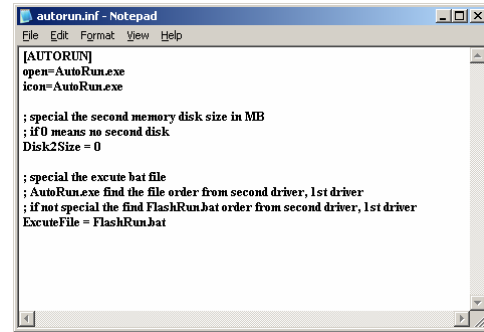 autorun.inf - Notepad
File Edit Format View Help
[AUTORUN]
open=AutoRun.exe
icon=AutoRun.exe
; special the second memory disk size in MB
; if 0 means no second disk
Disk2Size = 0
; special the excute bat file
; AutoRun.exe find the file order from second driver, 1st driver
; if not special the find FlashRun.bat order from second driver, 1st driver
ExcuteFile = FlashRun.bat